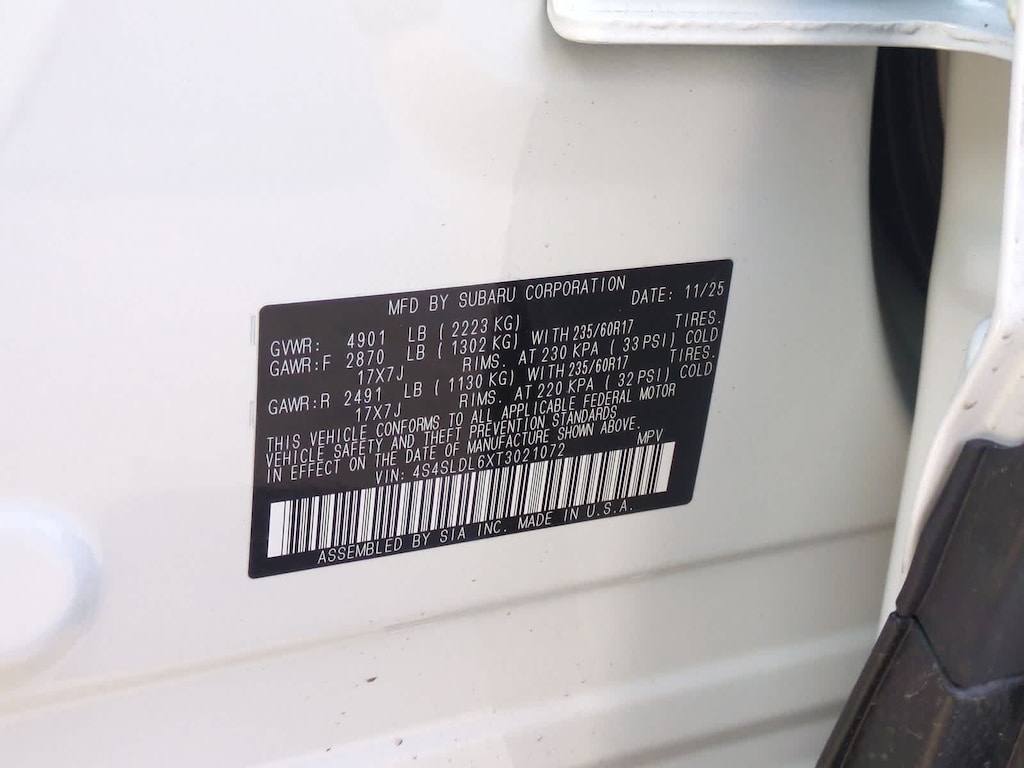 MFD BY SUBARU CORPORATION DATE: 11/25
GVWR: 4901 LB ( 2223 KG)
GAWR:F 2870 LB ( 1302 KG) WITH 235/60R17 TIRES.
17X7J RIMS. AT 230 KPA ( 33 PSI) COLD
GAWR:R 2491 LB ( 1130 KG) WITH 235/60R17 TIRES.
17X7J RIMS. AT 220 KPA ( 32 PSI) COLD
THIS VEHICLE CONFORMS TO ALL APPLICABLE FEDERAL MOTOR
VEHICLE SAFETY AND THEFT PREVENTION STANDARDS
IN EFFECT ON THE DATE OF MANUFACTURE SHOWN ABOVE.
VIN: 4S4SLDL6XT3021072 MPV
ASSEMBLED BY SIA INC. MADE IN U.S.A.